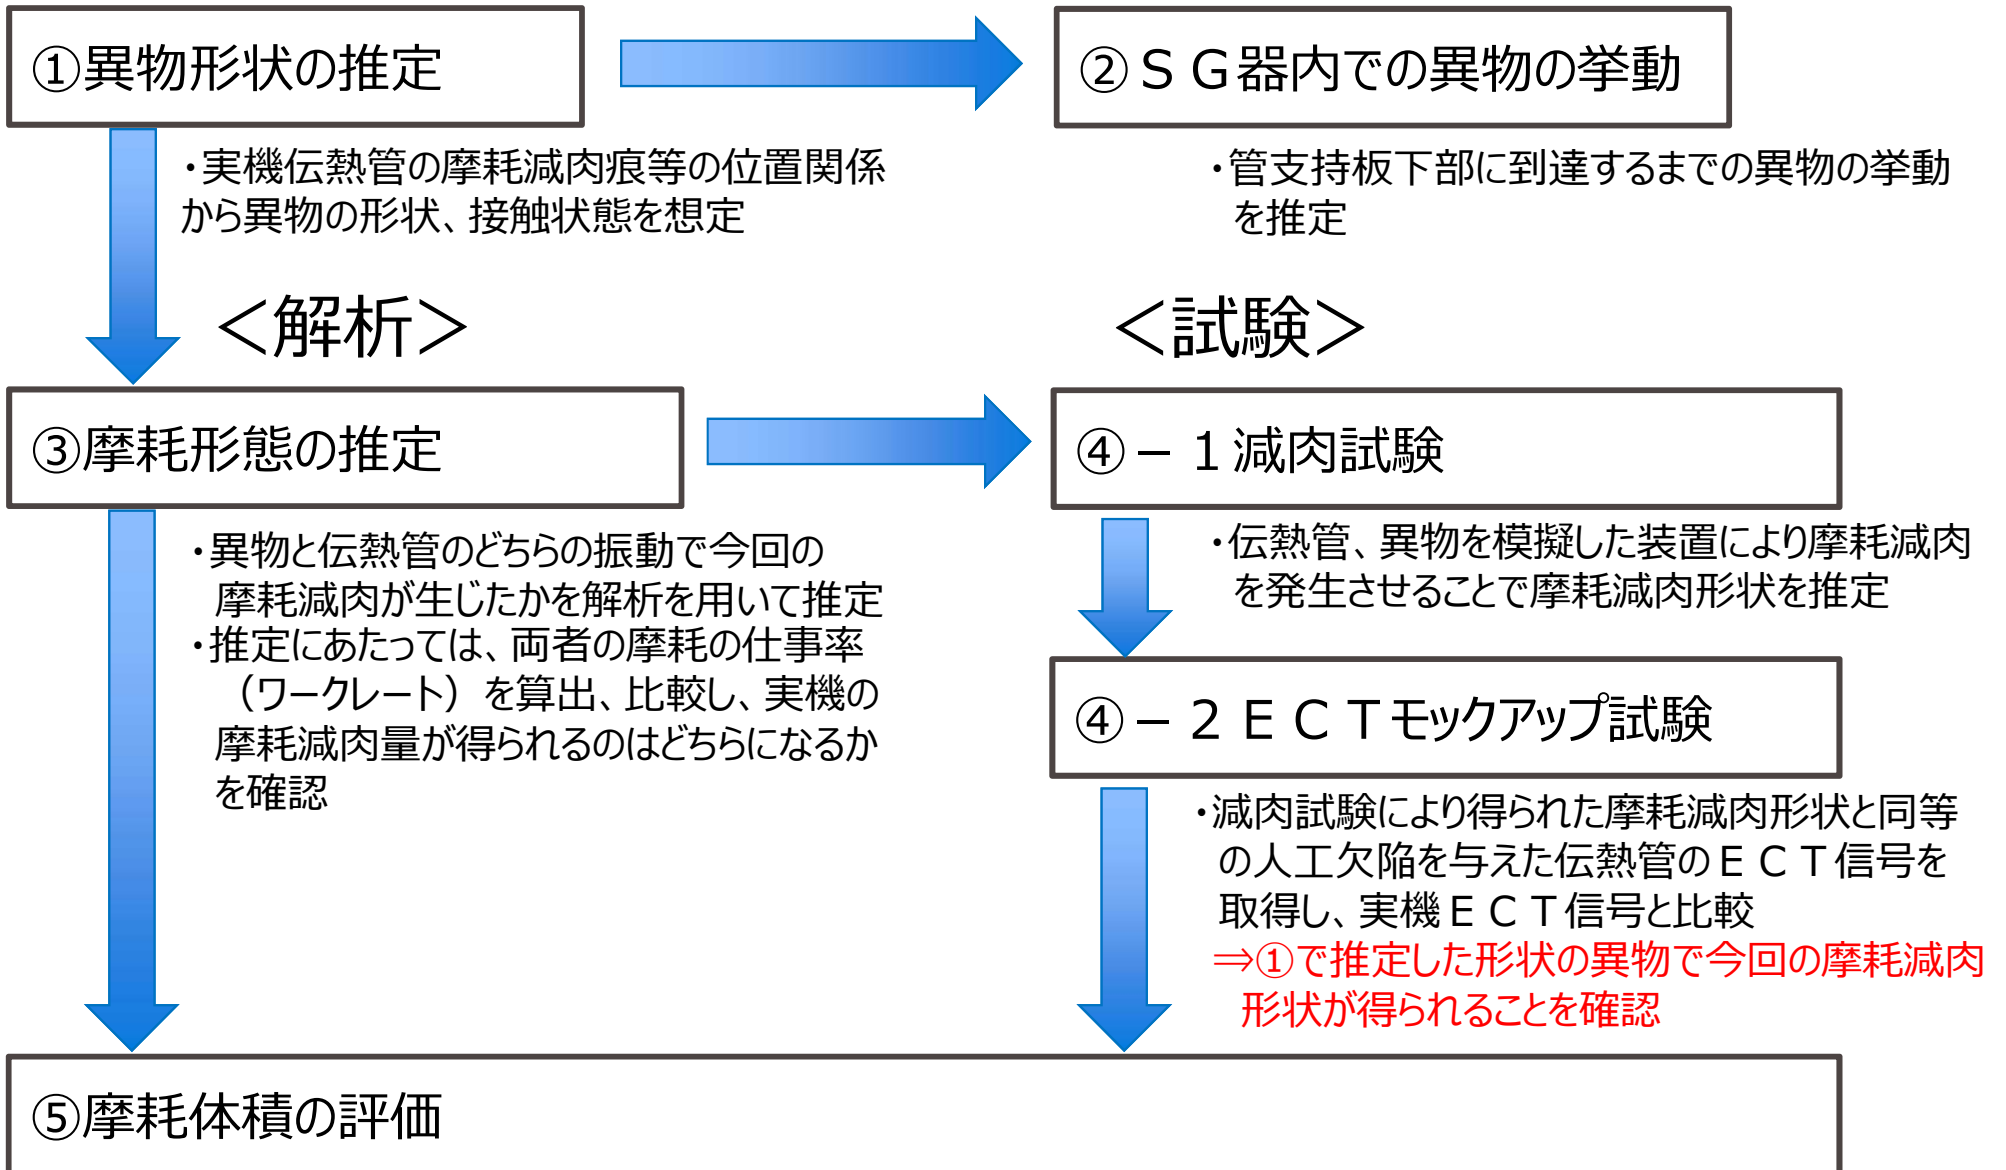 ①異物形状の推定
②ＳＧ器内での異物の挙動
・実機伝熱管の摩耗減肉痕等の位置関係
から異物の形状、接触状態を想定
・管支持板下部に到達するまでの異物の挙動
を推定
＜解析＞
＜試験＞
③摩耗形態の推定
④－１減肉試験
・異物と伝熱管のどちらの振動で今回の
摩耗減肉が生じたかを解析を用いて推定
・推定にあたっては、両者の摩耗の仕事率
（ワークレート）を算出、比較し、実機の
摩耗減肉量が得られるのはどちらになるか
を確認
・伝熱管、異物を模擬した装置により摩耗減肉
を発生させることで摩耗減肉形状を推定
④－２ＥＣＴモックアップ試験
・減肉試験により得られた摩耗減肉形状と同等
の人工欠陥を与えた伝熱管のＥＣＴ信号を
取得し、実機ＥＣＴ信号と比較
⇒①で推定した形状の異物で今回の摩耗減肉
形状が得られることを確認
⑤摩耗体積の評価